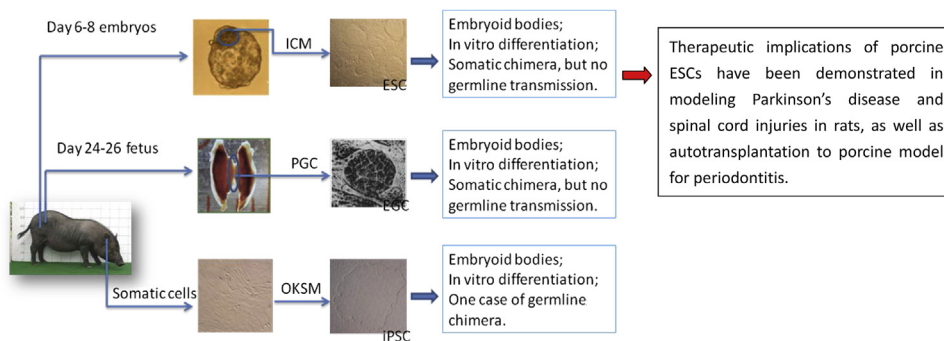 Day 6-8 embryos
ICM
ESC
Embryoid bodies;
In vitro differentiation;
Somatic chimera, but no
germline transmission.
Therapeutic implications of porcine
ESCs have been demonstrated in
modeling Parkinson's disease and
spinal cord injuries in rats, as well as
autotransplantation to porcine model
for periodontitis.
Day 24-26 fetus
PGC
EGC
Embryoid bodies;
In vitro differentiation;
Somatic chimera, but no
germline transmission.
Somatic cells
OKSM
iPSC
Embryoid bodies;
In vitro differentiation;
One case of germline
chimera.